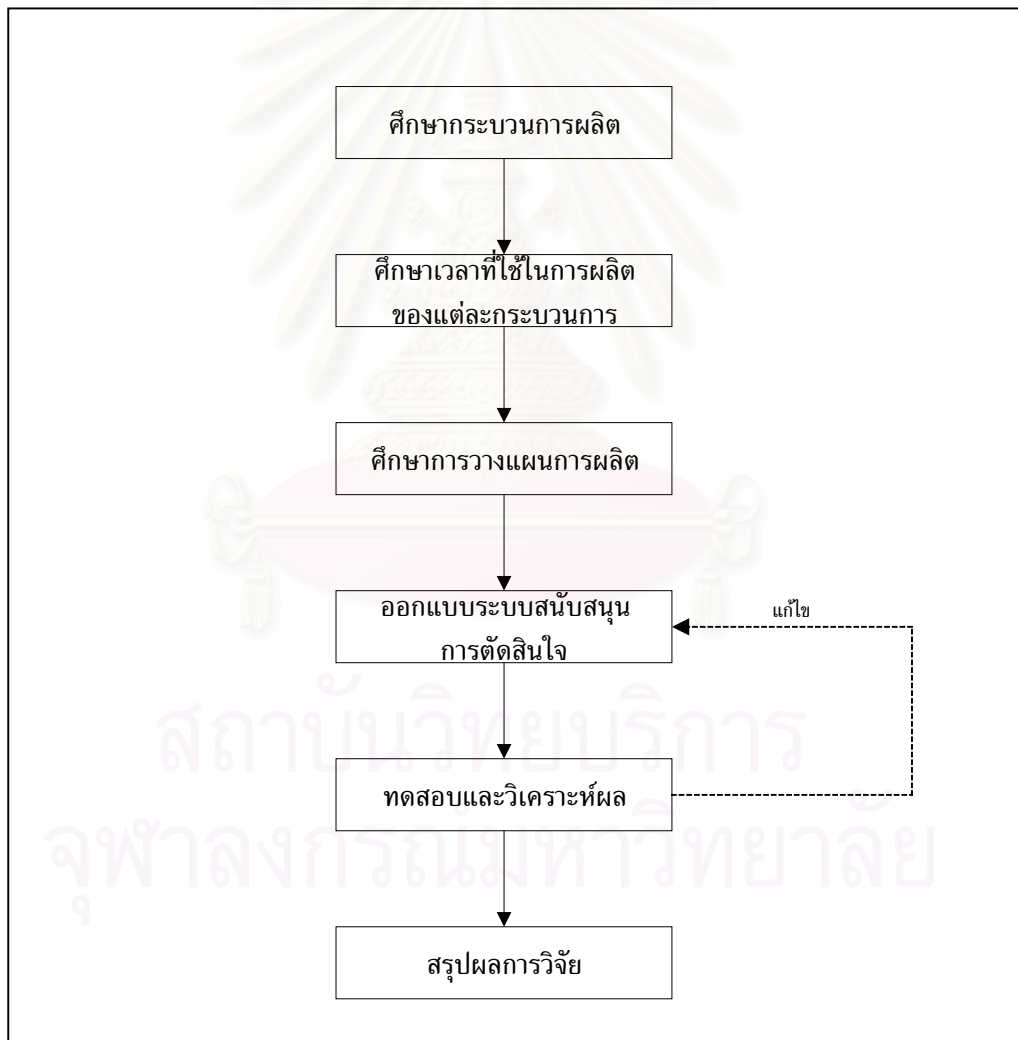 ศึกษากระบวนการผลิต
ศึกษาเวลาที่ใช้ในการผลิต
ของแต่ละกระบวนการ
ศึกษาการวางแผนการผลิต
ออกแบบระบบสนับสนุน
การตัดสินใจ
แก้ไข
ทดสอบและวิเคราะห์ผล
สรุปผลการวิจัย
สถาบันวิทยบริการ
จุฬาลงกรณ์มหาวิทยาลัย